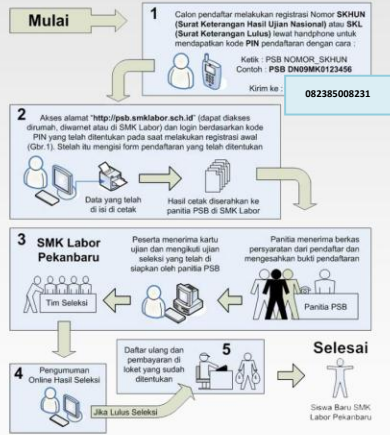 Mulai
1
Calon pendaftar melakukan registrasi Nomor SKHUN
(Surat Keterangan Hasil Ujian Nasional) atau SKL
(Surat Keterangan Lulus) lewat handphone untuk
mendapatkan kode PIN pendaftaran dengan cara :
Ketik : PSB NOMOR_SKHUN
Contoh : PSB DN09MK0123456
Kirim ke :
082385008231
2
Akses alamat "http://psb.smklabor.sch.id" (dapat diakses
dirumah, diwarnet atau di SMK Labor) dan login berdasarkan kode
PIN yang telah ditentukan pada saat melakukan registrasi awal
(Gbr.1). Stelah itu mengisi form pendaftaran yang telah ditentukan
Data yang telah
di isi di cetak
Hasil cetak diserahkan ke
panitia PSB di SMK Labor
3
SMK Labor
Pekanbaru
Tim Seleksi
Peserta menerima kartu
ujian dan mengikuti ujian
seleksi yang telah di
siapkan oleh panitia PSB
Panitia menerima berkas
persyaratan dari pendaftar dan
mengesahkan bukti pendaftaran
Panitia PSB
4
Pengumuman
Online Hasil Seleksi
Jika Lulus Seleksi
Daftar ulang dan
pembayaran di
loket yang sudah
ditentukan
5
Selesai
Siswa Baru SMK
Labor Pekanbaru